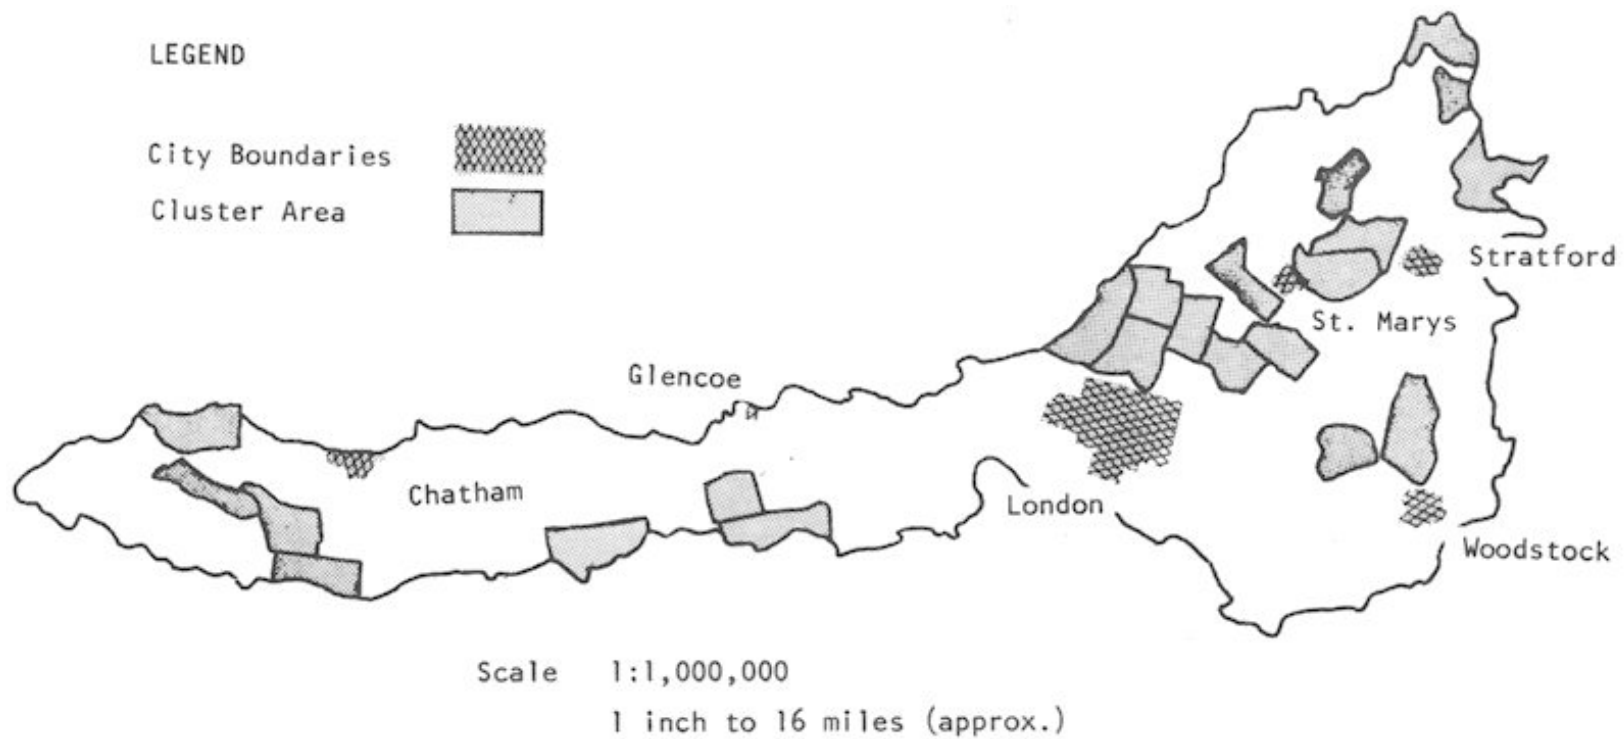 LEGEND
City Boundaries
Cluster Area
Stratford
St. Marys
Glencoe
Chatham
London
Woodstock
Scale 1:1,000,000
1 inch to 16 miles (approx.)